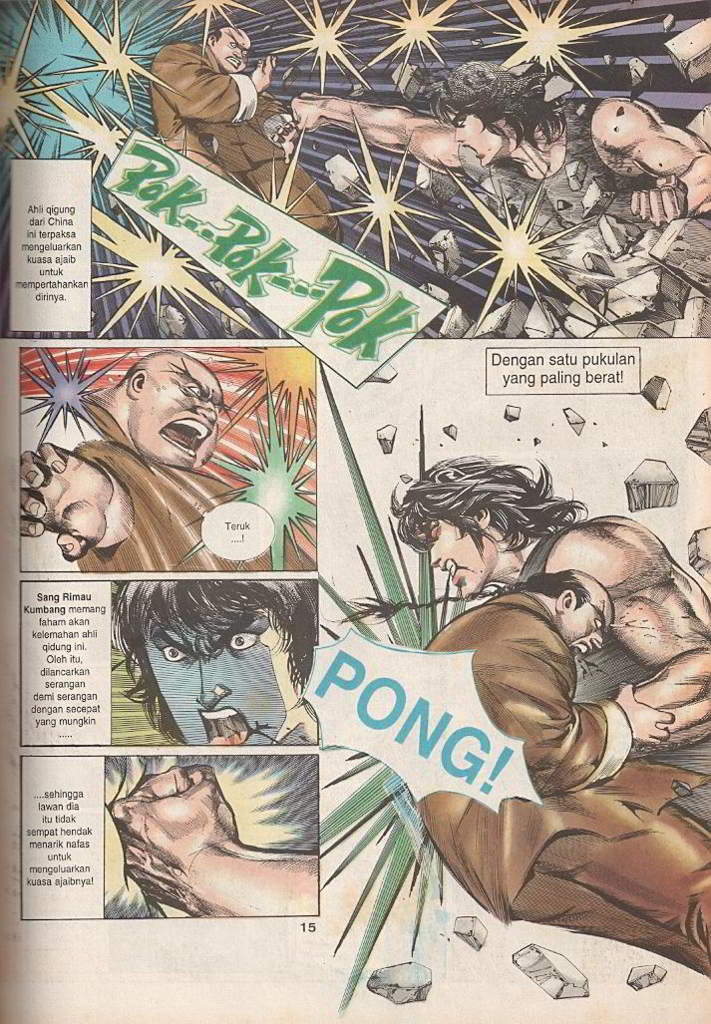 Ahli qigung
dari China
ini terpaksa
mengeluarkan
kuasa ajaib
untuk
mempertahankan
dirinya.
POK...POK....POK
Dengan satu pukulan
yang paling berat!
Teruk
....!
Sang Rimau
Kumbang memang
faham akan
kelemahan ahli
qidung ini.
Oleh itu,
dilancarkan
serangan
demi serangan
dengan secepat
yang mungkin
.....
PONG!
....sehingga
lawan dia
itu tidak
sempat hendak
menarik nafas
untuk
mengeluarkan
kuasa ajaibnya!
15